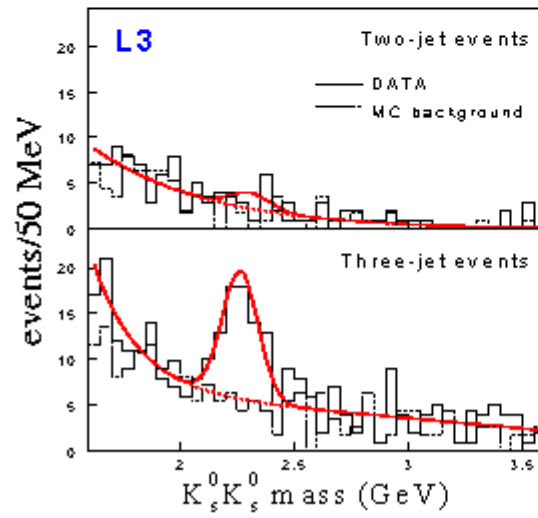 L3
Two-jet events
DATA
MC background
20
15
10
5
0
Three-jet events
20
15
10
5
0
2
2.5
3
3.5
events/50 MeV
K⁰ₛK⁰ₛ mass (GeV)